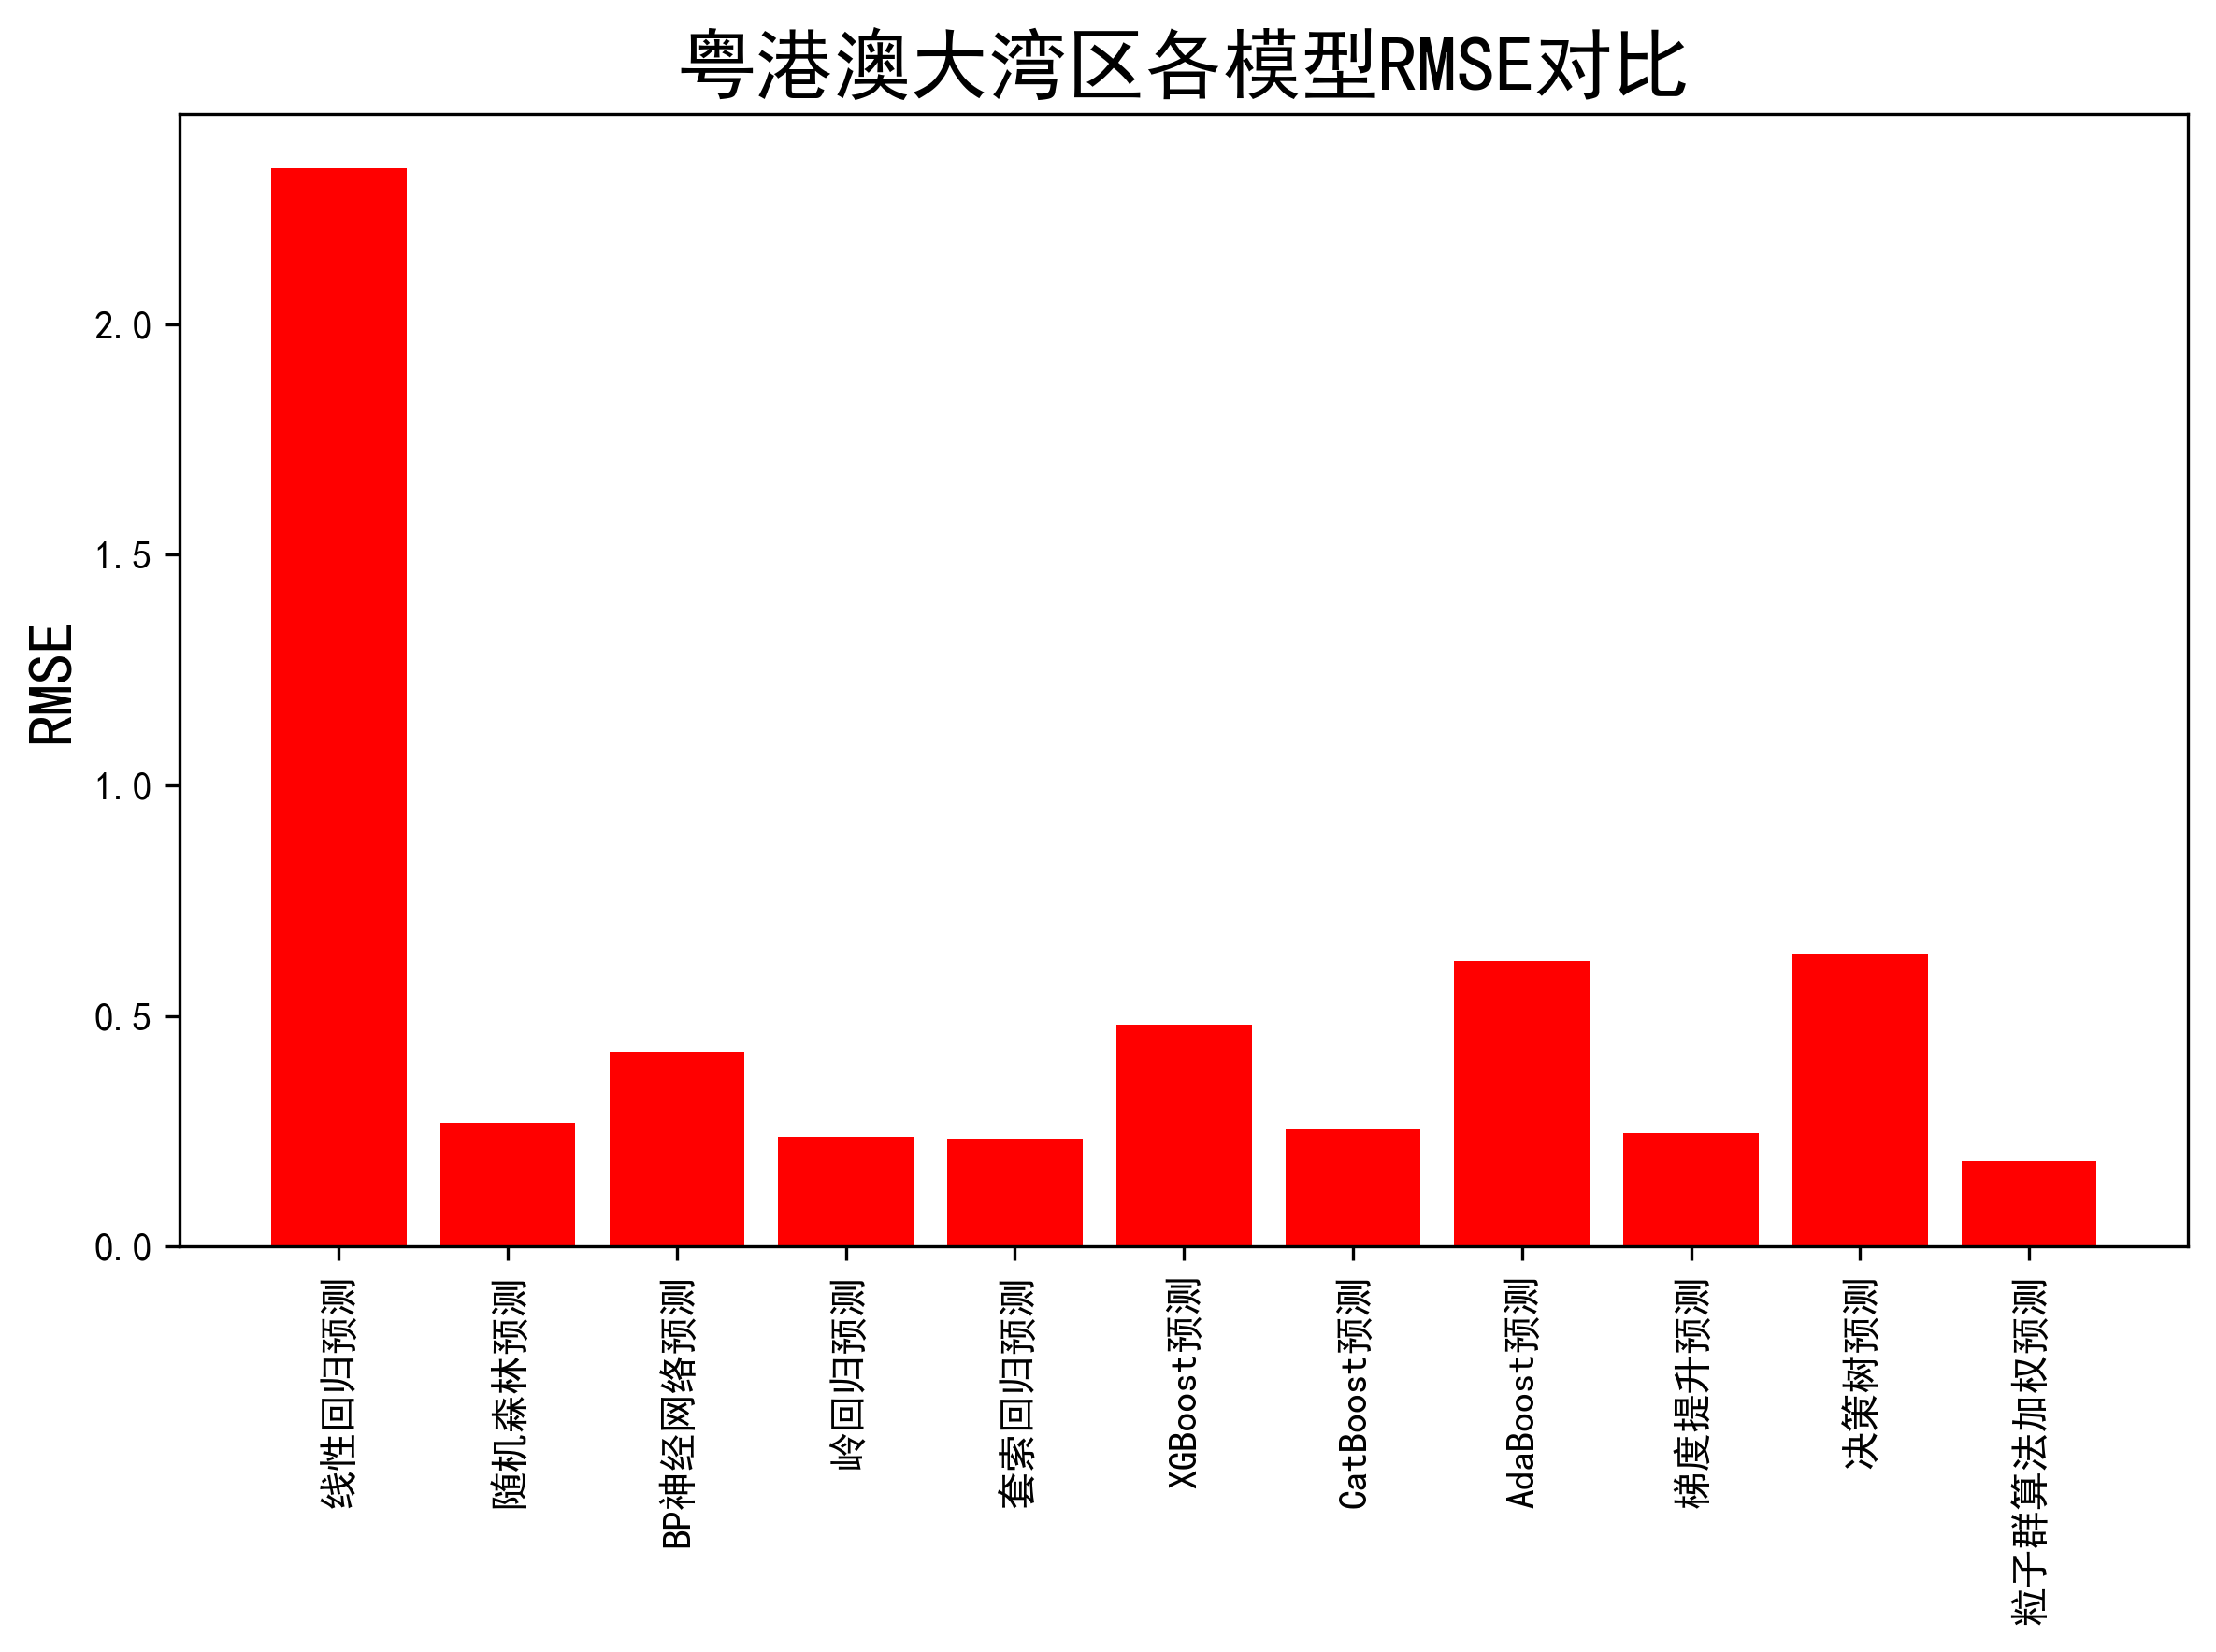 粤港澳大湾区各模型RMSE对比
RMSE
2.0
1.5
1.0
0.5
0.0
线性回归预测
随机森林预测
BP神经网络预测
岭回归预测
套索回归预测
XGBoost预测
CatBoost预测
AdaBoost预测
梯度提升预测
决策树预测
粒子群算法加权预测